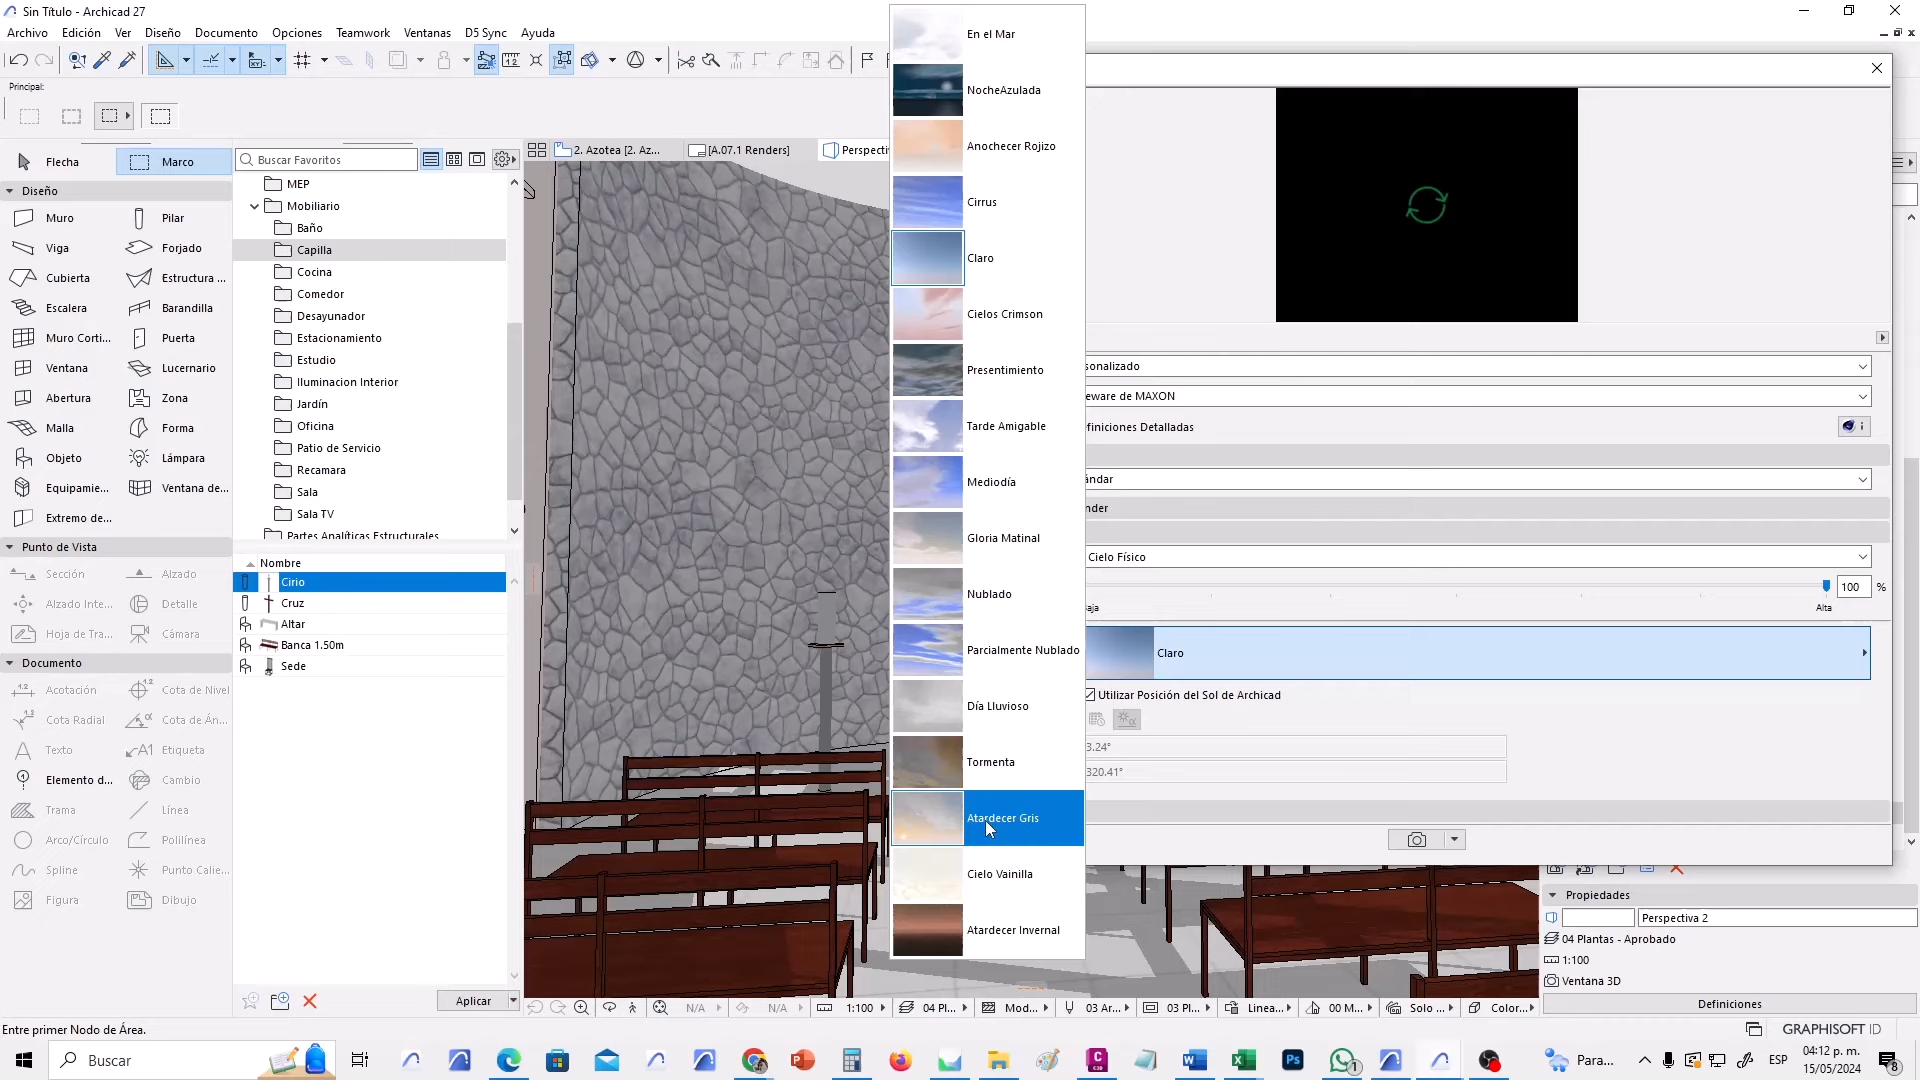 Sin Título - Archicad 27
Archivo Edición Ver Diseño Documento Opciones Teamwork Ventanas D5 Sync Ayuda
Principal:
Flecha Marco
Diseño
Muro Pilar
Viga Forjado
Cubierta Estructura ...
Escalera Barandilla
Muro Corti... Puerta
Ventana Lucernario
Abertura Zona
Malla Forma
Objeto Lámpara
Equipamie... Ventana de...
Extremo de...
Punto de Vista
Sección Alzado
Alzado Inte... Detalle
Hoja de Tra... Cámara
Documento
Acotación Cota de Nivel
Cota Radial Cota de Án...
Texto Etiqueta
Elemento d... Cambio
Trama Línea
Arco/Círculo Polilínea
Spline Punto Calie...
Figura Dibujo
Buscar Favoritos
MEP
Mobiliario
Baño
Capilla
Cocina
Comedor
Desayunador
Estacionamiento
Estudio
Iluminacion Interior
Jardín
Oficina
Patio de Servicio
Recamara
Sala
Sala TV
Partes Analíticas Estructurales
Nombre
Cirio
Cruz
Altar
Banca 1.50m
Sede
Aplicar
2. Azotea [2. Az... [A.07.1 Renders] Perspecti
En el Mar
NocheAzulada
Anochecer Rojizo
Cirrus
Claro
Cielos Crimson
Presentimiento
Tarde Amigable
Mediodía
Gloria Matinal
Nublado
Parcialmente Nublado
Día Lluvioso
Tormenta
Atardecer Gris
Cielo Vainilla
Atardecer Invernal
sonalizado
eware de MAXON
finiciones Detalladas
ándar
nder
Cielo Físico
100 %
aja Alta
Claro
Utilizar Posición del Sol de Archicad
3.24°
320.41°
Propiedades
Perspectiva 2
04 Plantas - Aprobado
1:100
Ventana 3D
Definiciones
N/A N/A 1:100 04 Pl... Mod... 03 Ar... 03 Pl... Linea... 00 M... Solo ... Color...
Entre primer Nodo de Área.
GRAPHISOFT ID
Buscar
Para...
ESP
04:12 p. m.
15/05/2024
8